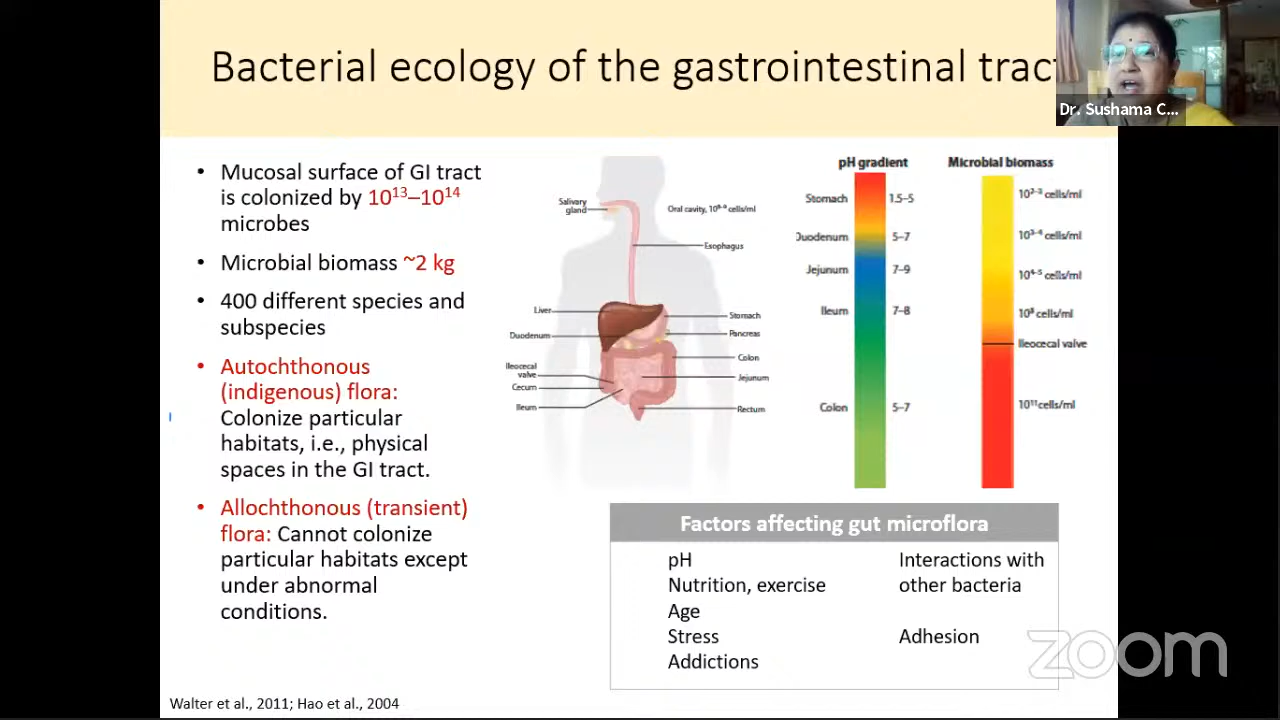 Bacterial ecology of the gastrointestinal tract
Dr. Sushama C...
• Mucosal surface of GI tract
is colonized by 10¹³–10¹⁴
microbes
• Microbial biomass ~2 kg
• 400 different species and
subspecies
• Autochthonous
(indigenous) flora:
Colonize particular
habitats, i.e., physical
spaces in the GI tract.
• Allochthonous (transient)
flora: Cannot colonize
particular habitats except
under abnormal
conditions.
Walter et al., 2011; Hao et al., 2004
Salivary
gland
Oral cavity, 10⁸⁻⁹ cells/ml
Esophagus
Liver
Stomach
Duodenum
Pancreas
Colon
Ileocecal
valve
Jejunum
Cecum
Ileum
Rectum
pH gradient
Stomach 1.5–5
Duodenum 5–7
Jejunum 7–9
Ileum 7–8
Colon 5–7
Microbial biomass
10²⁻³ cells/ml
10³⁻⁴ cells/ml
10⁴⁻⁵ cells/ml
10⁸ cells/ml
Ileocecal valve
10¹¹ cells/ml
Factors affecting gut microflora
pH
Nutrition, exercise
Age
Stress
Addictions
Interactions with
other bacteria
Adhesion
zoom